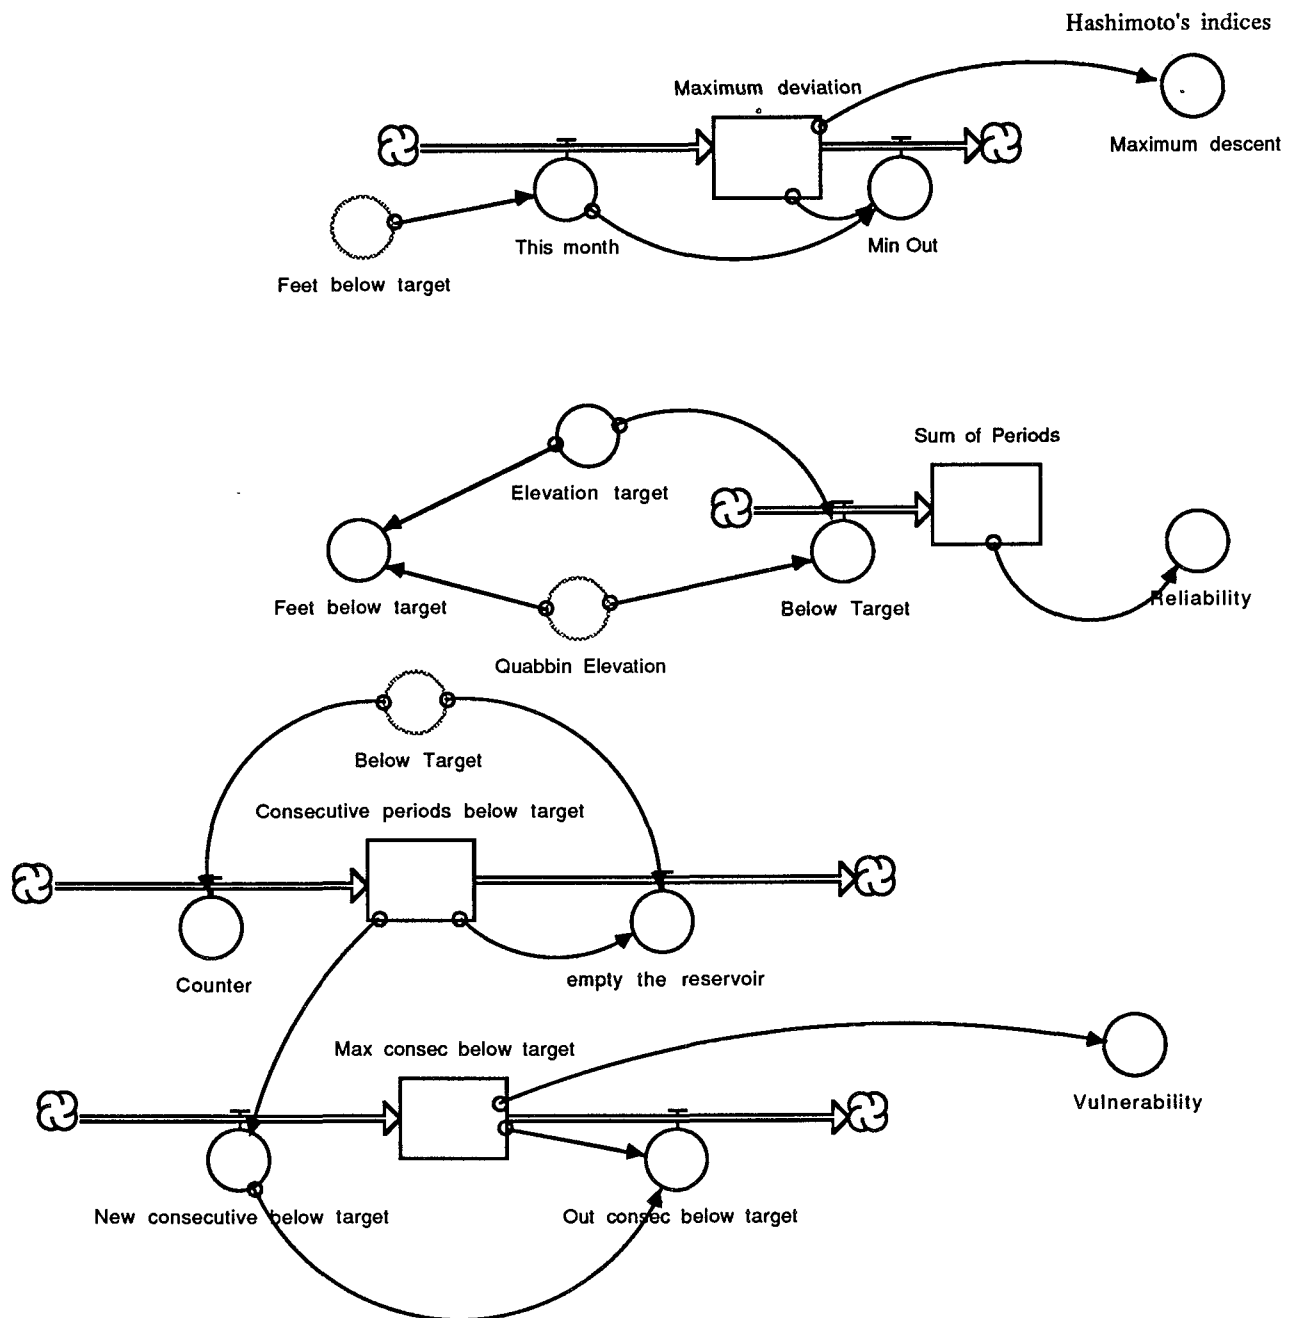 Hashimoto's indices
Maximum deviation
Maximum descent
This month
Min Out
Feet below target
Sum of Periods
Elevation target
Feet below target
Below Target
Reliability
Quabbin Elevation
Below Target
Consecutive periods below target
empty the reservoir
Counter
Max consec below target
Vulnerability
New consecutive below target
Out consec below target